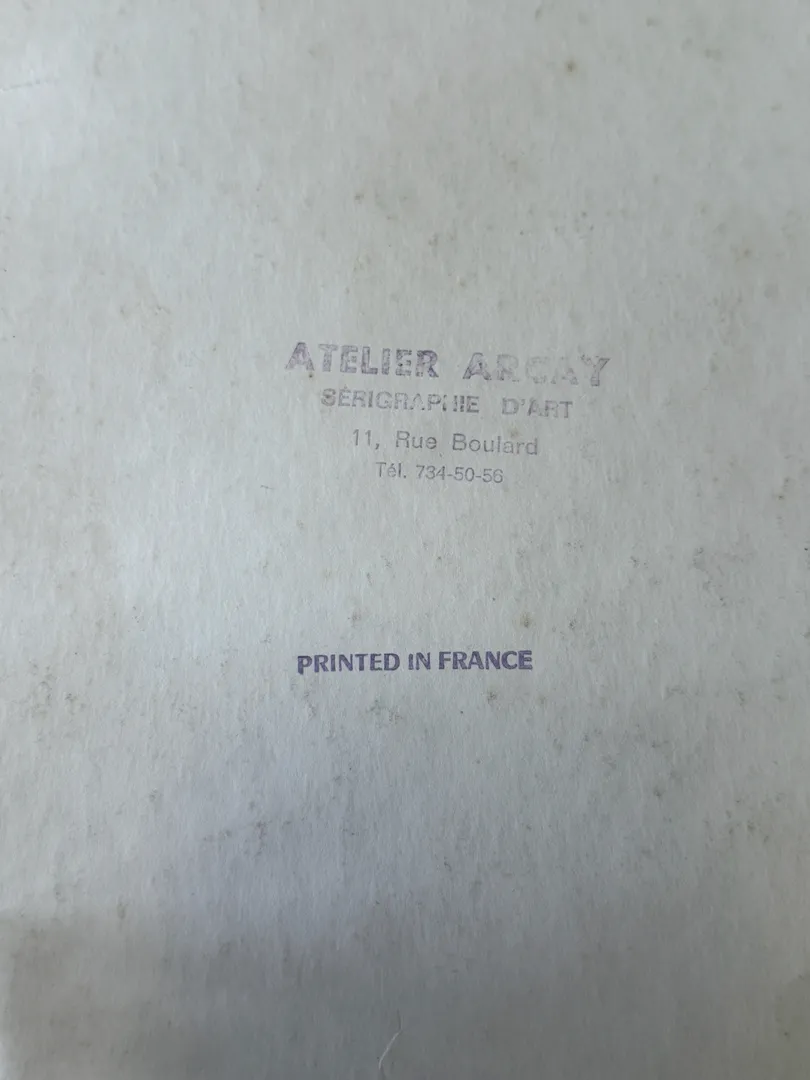 ATELIER ARCAY
SÉRIGRAPHIE D'ART
11, Rue Boulard
Tél. 734-50-56
PRINTED IN FRANCE